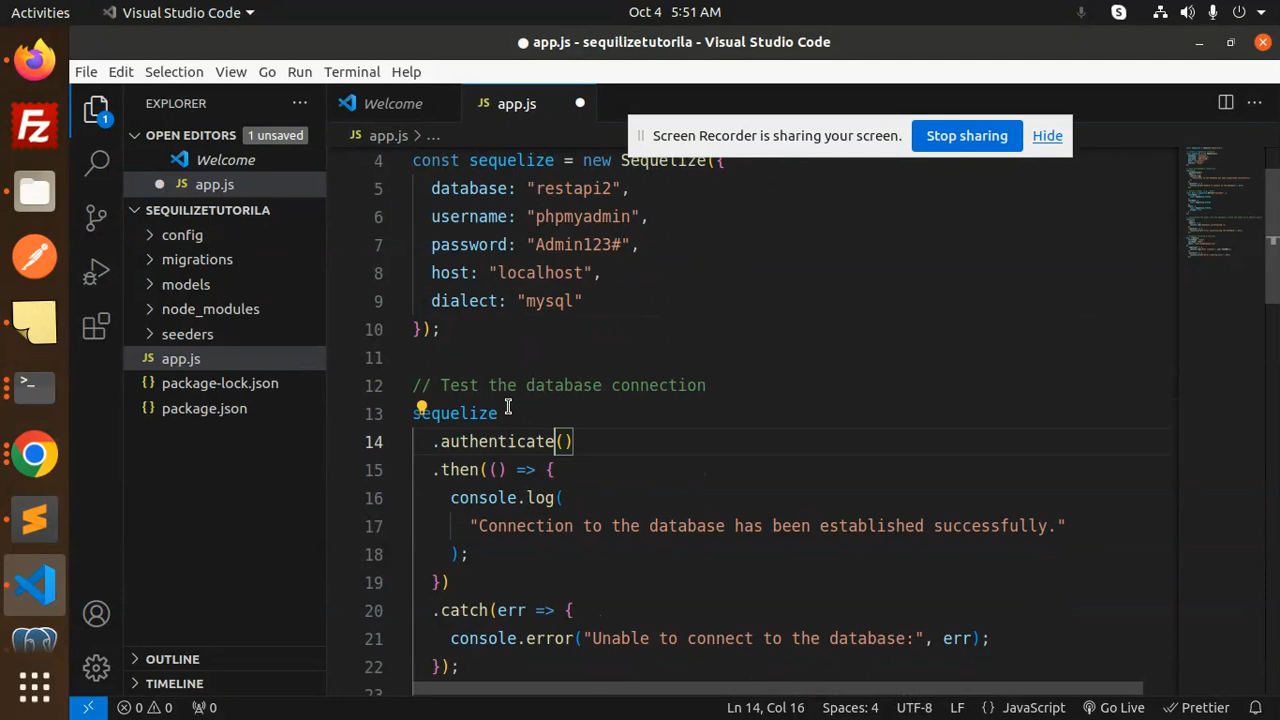 Activities
Visual Studio Code
Oct 4 5:51 AM
● app.js - sequilizetutorila - Visual Studio Code
File Edit Selection View Go Run Terminal Help
EXPLORER
Welcome
app.js
OPEN EDITORS
1 unsaved
Welcome
app.js
SEQUILIZETUTORILA
config
migrations
models
node_modules
seeders
JS app.js
package-lock.json
package.json
OUTLINE
TIMELINE
1
JS app.js > ...
Screen Recorder is sharing your screen.
Stop sharing
Hide
4 const sequelize = new Sequelize({
5 database: "restapi2",
6 username: "phpmyadmin",
7 password: "Admin123#",
8 host: "localhost",
9 dialect: "mysql"
10 });
11
12 // Test the database connection
13 sequelize
14 .authenticate()
15 .then(() => {
16 console.log(
17 "Connection to the database has been established successfully."
18 );
19 })
20 .catch(err => {
21 console.error("Unable to connect to the database:", err);
22 });
23
0 0 0
Ln 14, Col 16
Spaces: 4
UTF-8
LF
{ } JavaScript
Go Live
Prettier